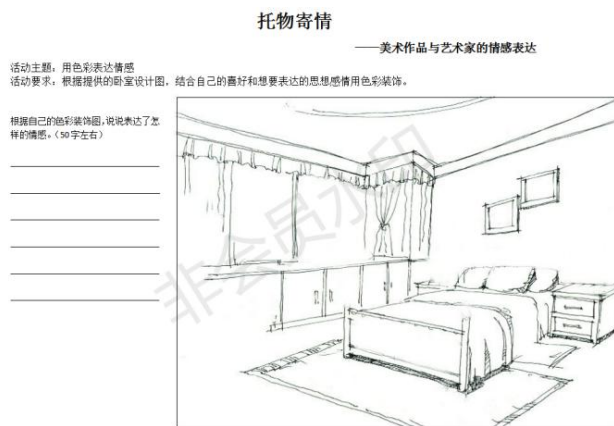 托物寄情
——美术作品与艺术家的情感表达
活动主题：用色彩表达情感
活动要求：根据提供的卧室设计图，结合自己的喜好和想要表达的思想感情用色彩装饰。
根据自己的色彩装饰图，说说表达了怎
样的情感。（50字左右）
非会员水印